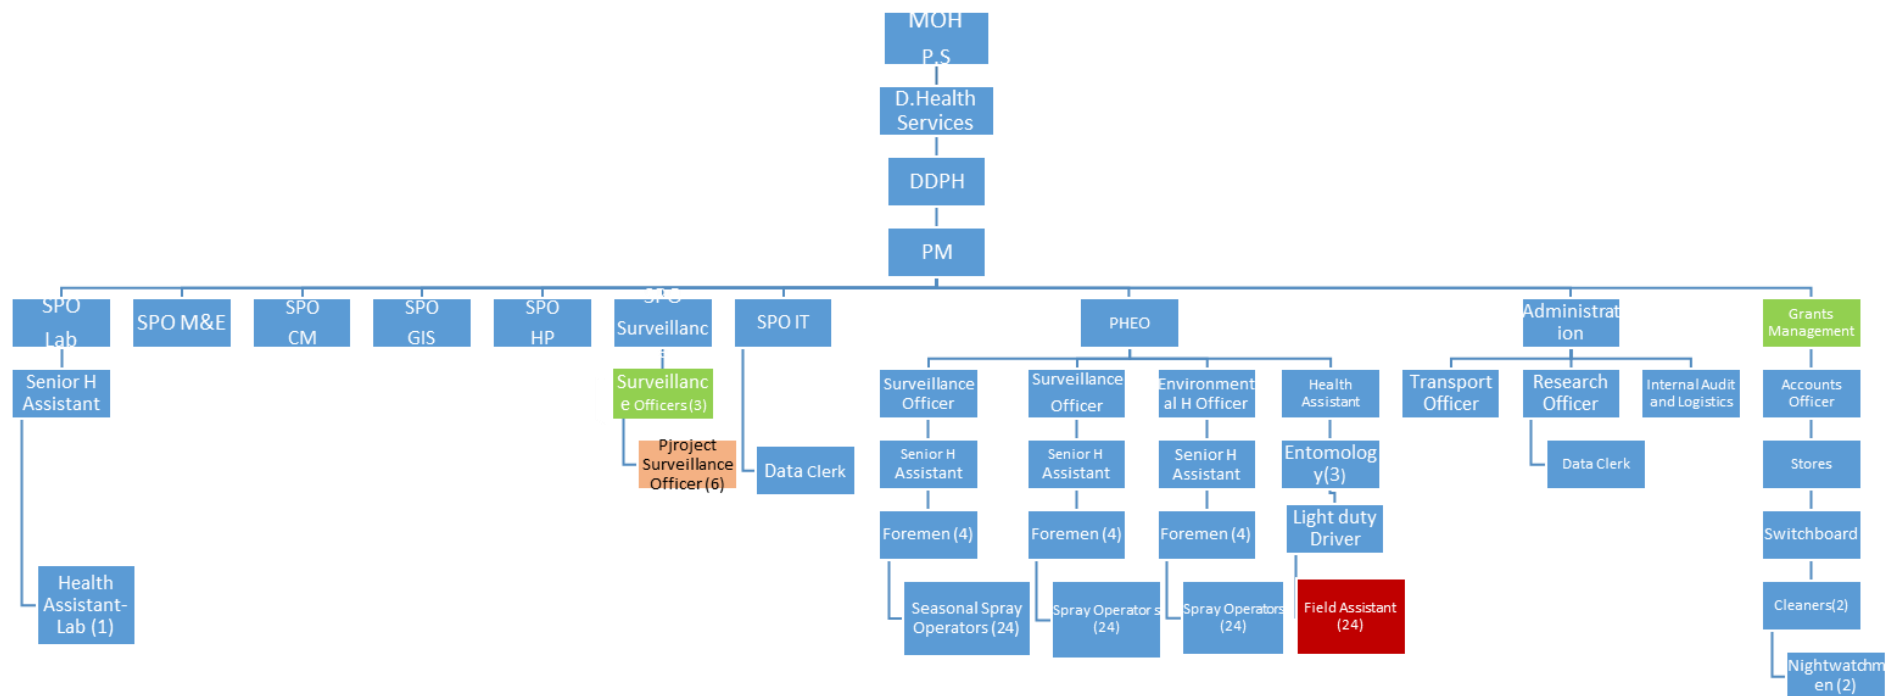 MOH
P.S
D.Health
Services
DDPH
PM
SPO
Lab
SPO M&E
SPO
CM
SPO
GIS
SPO
HP
SPO
Surveillanc
SPO IT
PHEO
Administrat
ion
Grants
Management
Senior H
Assistant
Surveillanc
e Officers (3)
Surveillance
Officer
Surveillance
Officer
Environment
al H Officer
Health
Assistant
Transport
Officer
Research
Officer
Internal Audit
and Logistics
Accounts
Officer
Pjroject
Surveillance
Officer (6)
Data Clerk
Senior H
Assistant
Senior H
Assistant
Senior H
Assistant
Entomolog
y(3)
Data Clerk
Stores
Foremen (4)
Foremen (4)
Foremen (4)
Light duty
Driver
Switchboard
Health
Assistant-
Lab (1)
Seasonal Spray
Operators (24)
Spray Operators
(24)
Spray Operators
(24)
Field Assistant
(24)
Cleaners(2)
Nightwatchm
en (2)